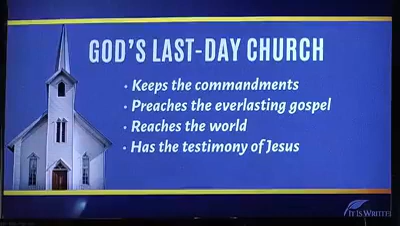 GOD'S LAST-DAY CHURCH
· Keeps the commandments
· Preaches the everlasting gospel
· Reaches the world
· Has the testimony of Jesus
IT IS WRITTEN